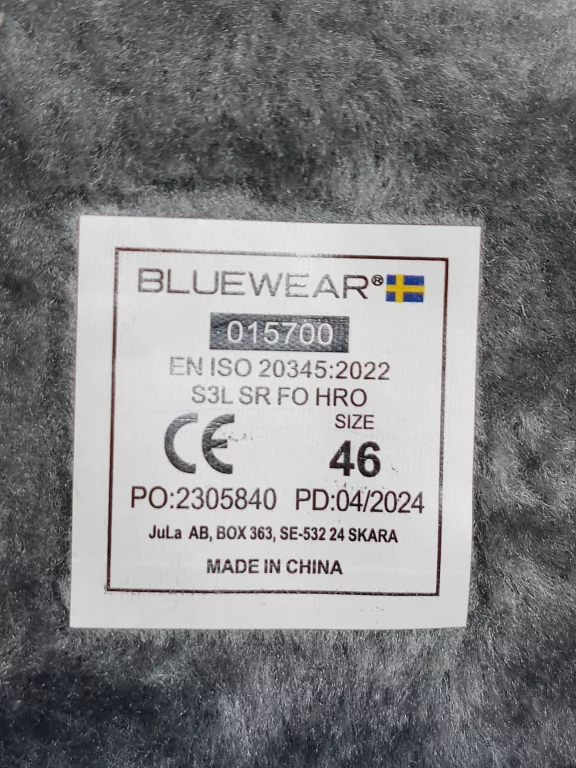 BLUEWEAR®
015700
EN ISO 20345:2022
S3L SR FO HRO
CE
SIZE
46
PO:2305840 PD:04/2024
JuLa AB, BOX 363, SE-532 24 SKARA
MADE IN CHINA